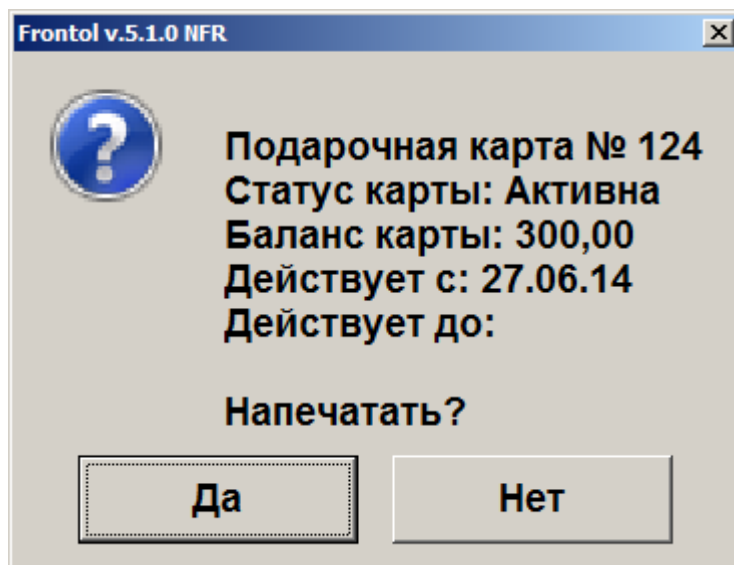 Frontol v.5.1.0 NFR
Подарочная карта № 124
Статус карты: Активна
Баланс карты: 300,00
Действует с: 27.06.14
Действует до:
Напечатать?
Да
Нет